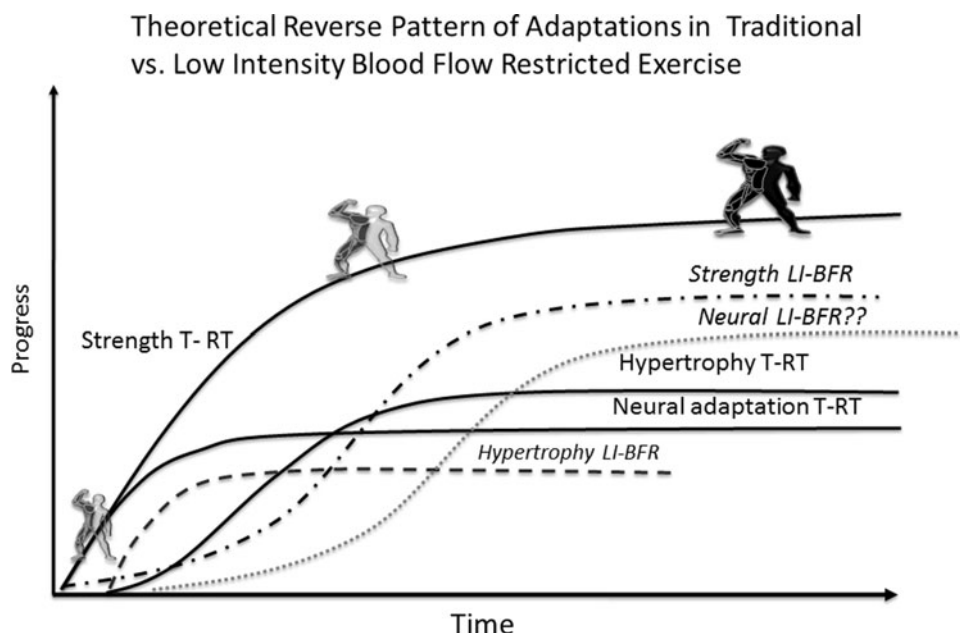 Theoretical Reverse Pattern of Adaptations in Traditional
vs. Low Intensity Blood Flow Restricted Exercise
Strength LI-BFR
Neural LI-BFR??
Strength T- RT
Hypertrophy T-RT
Neural adaptation T-RT
Hypertrophy LI-BFR
Progress
Time